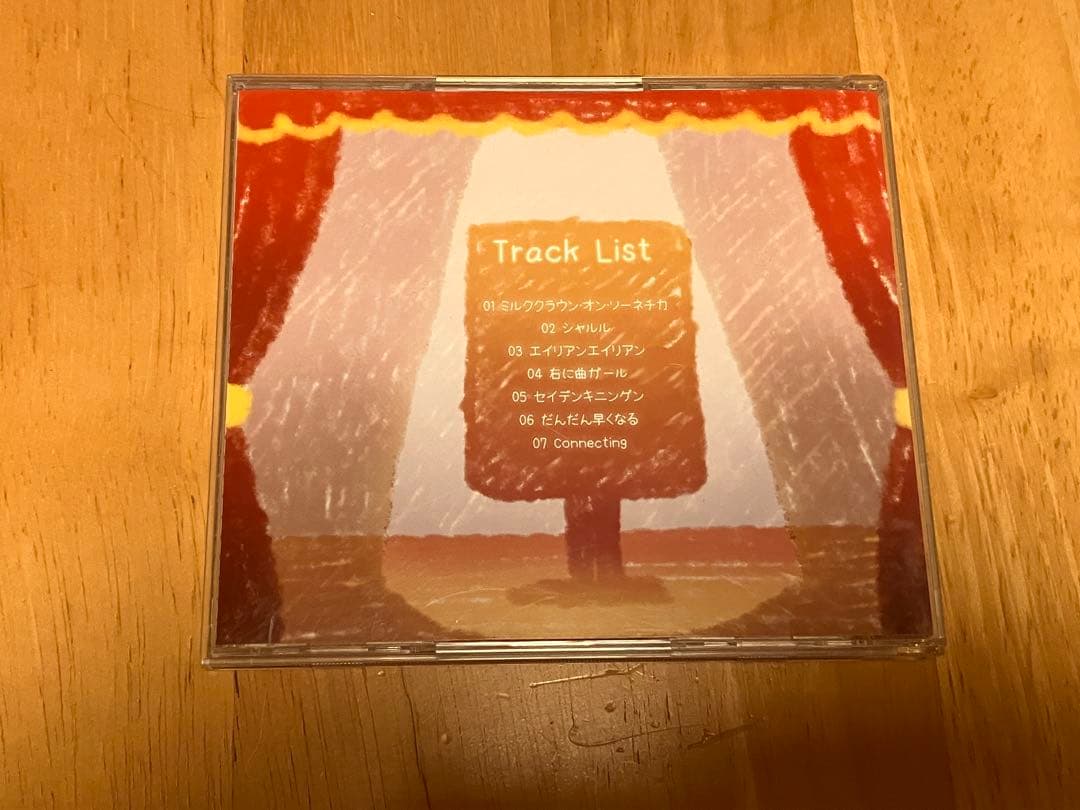 Track List
01 ミルククラウン・オン・ソーネチカ
02 シャルル
03 エイリアンエイリアン
04 右に曲ガール
05 セイデンキニンゲン
06 だんだん早くなる
07 Connecting